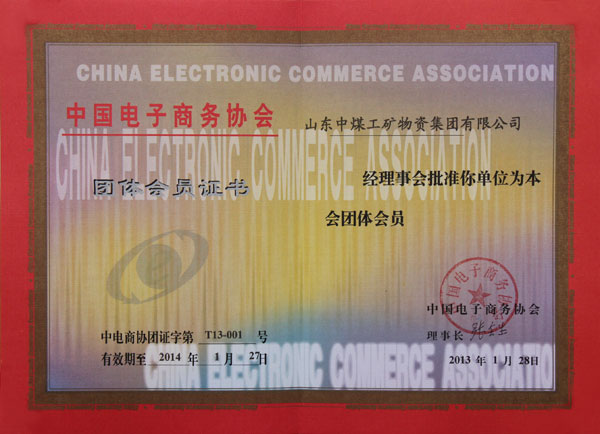 CHINA ELECTRONIC COMMERCE ASSOCIATION
中国电子商务协会
CHINA ELECTRONIC COMMERCE ASSOCIATION
团体会员证书
中电商协团证字第 T13-001 号
有效期至 2014 年 1 月 27日
山东中煤工矿物资集团有限公司
经理事会批准你单位为本
会团体会员
中国电子商务协会
中国电子商务协会
理事长
2013 年 1 月 28日
CHINA ELECTRONIC COMMERCE ASSOCIATIO